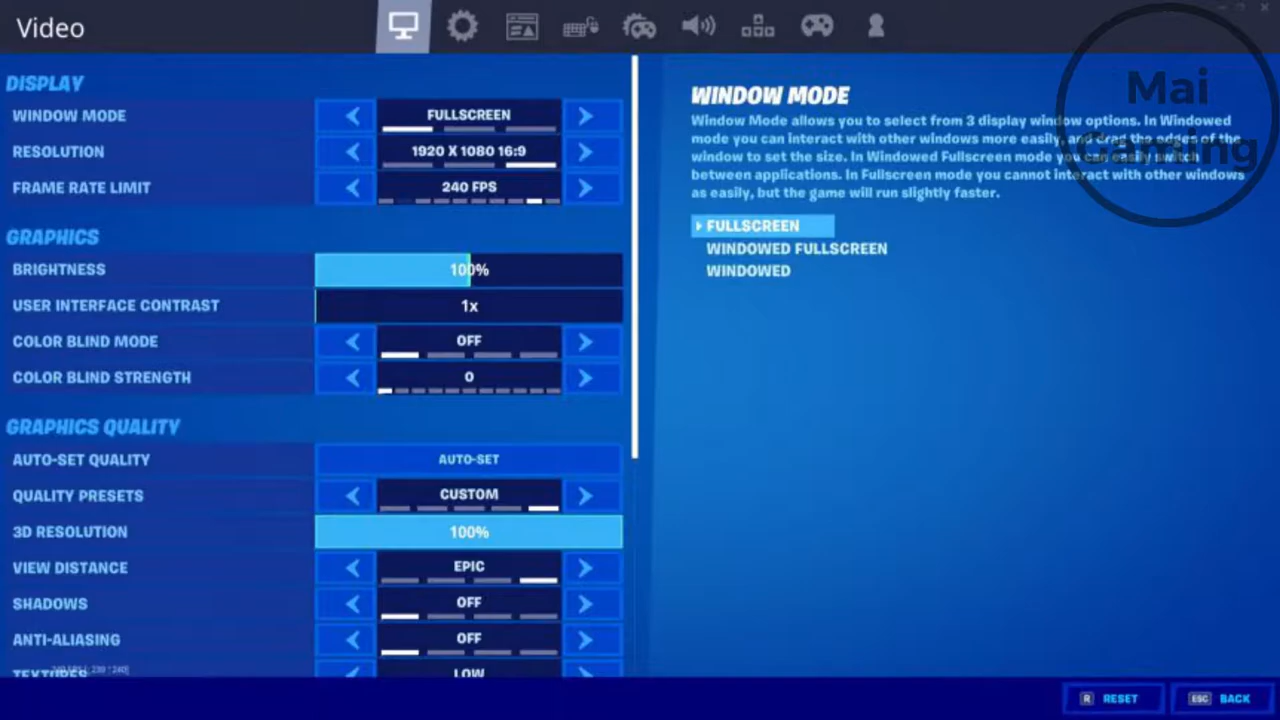 Video
DISPLAY
WINDOW MODE
FULLSCREEN
RESOLUTION
1920 X 1080 16:9
FRAME RATE LIMIT
240 FPS
GRAPHICS
BRIGHTNESS
100%
USER INTERFACE CONTRAST
1x
COLOR BLIND MODE
OFF
COLOR BLIND STRENGTH
0
GRAPHICS QUALITY
AUTO-SET QUALITY
AUTO-SET
QUALITY PRESETS
CUSTOM
3D RESOLUTION
100%
VIEW DISTANCE
EPIC
SHADOWS
OFF
ANTI-ALIASING
OFF
TEXTURES
LOW
WINDOW MODE
Window Mode allows you to select from 3 display window options. In Windowed
mode you can interact with other windows more easily, and drag the edges of the
window to set the size. In Windowed Fullscreen mode you can easily switch
between applications. In Fullscreen mode you cannot interact with other windows
as easily, but the game will run slightly faster.
FULLSCREEN
WINDOWED FULLSCREEN
WINDOWED
Mai
Gaming
R RESET
ESC BACK